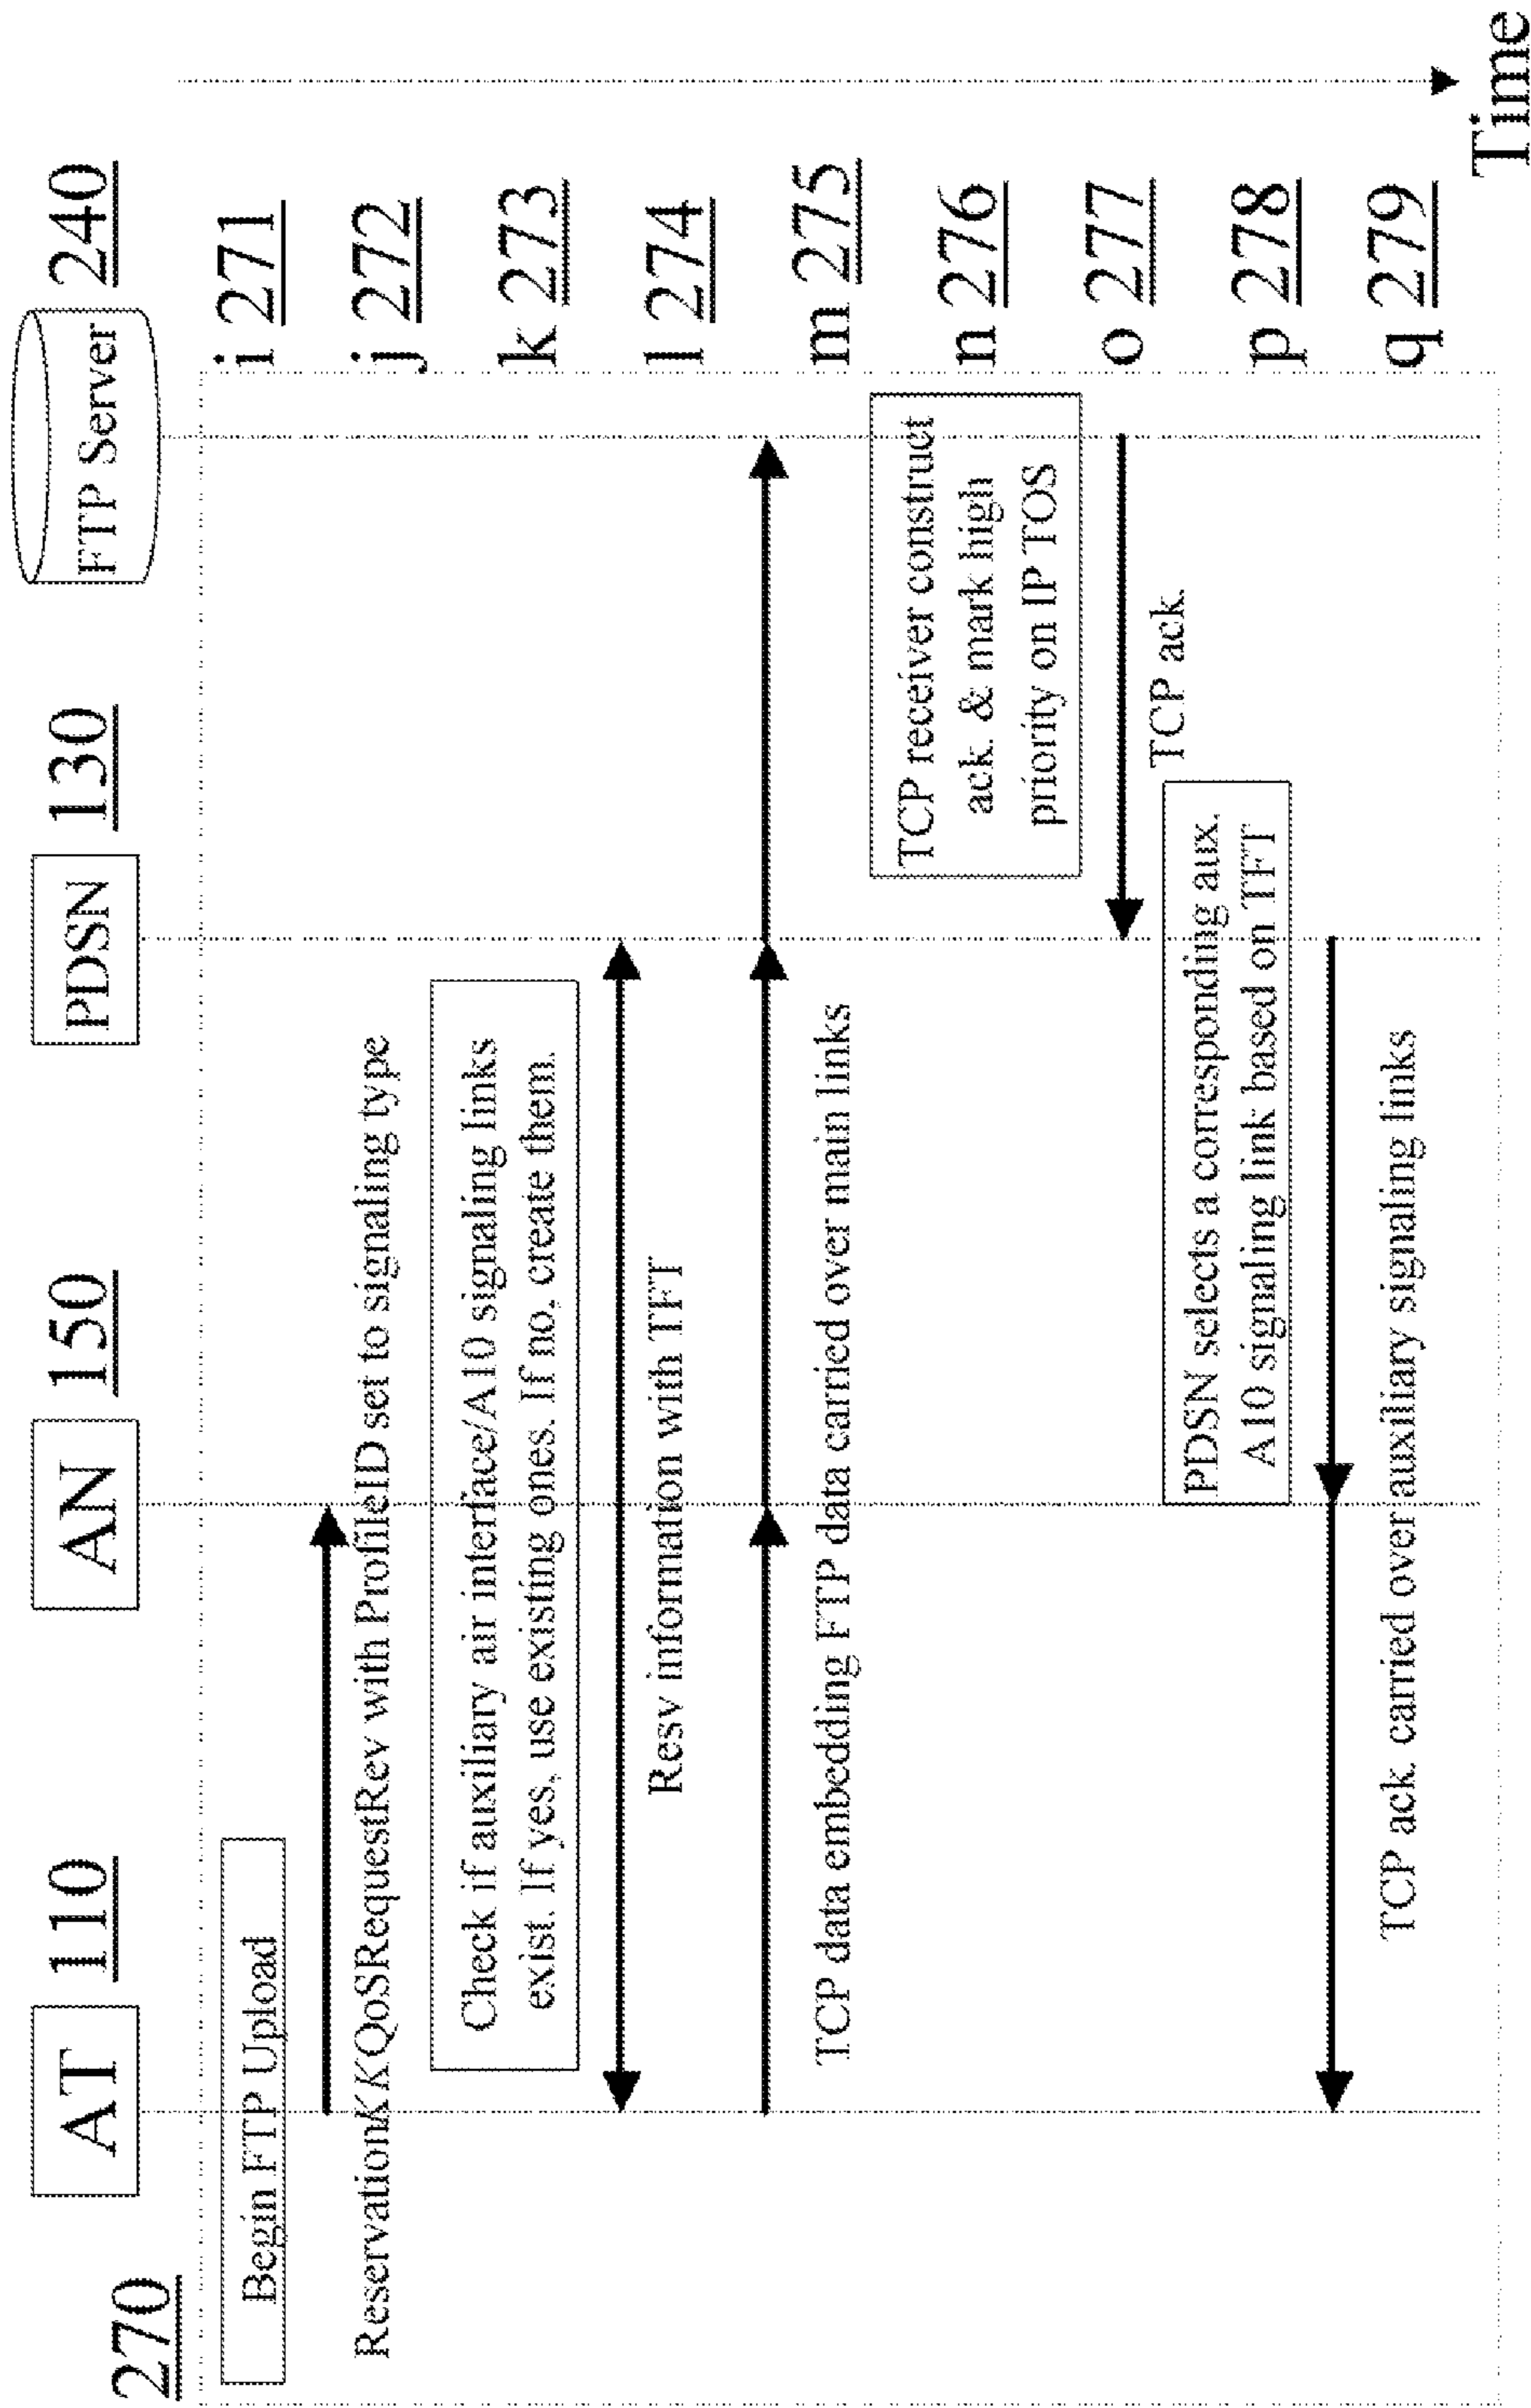 270
AT 110
AN 150
PDSN 130
FTP Server 240
Begin FTP Upload
i 271
ReservationKKQoSRequestRev with ProfileID set to signaling type
j 272
Check if auxiliary air interface/A10 signaling links
exist. If yes, use existing ones. If no, create them.
k 273
Resv information with TFT
l 274
TCP data embedding FTP data carried over main links
m 275
TCP receiver construct
ack. & mark high
priority on IP TOS
n 276
TCP ack.
o 277
PDSN selects a corresponding aux.
A10 signaling link based on TFT
p 278
TCP ack. carried over auxiliary signaling links
q 279
Time